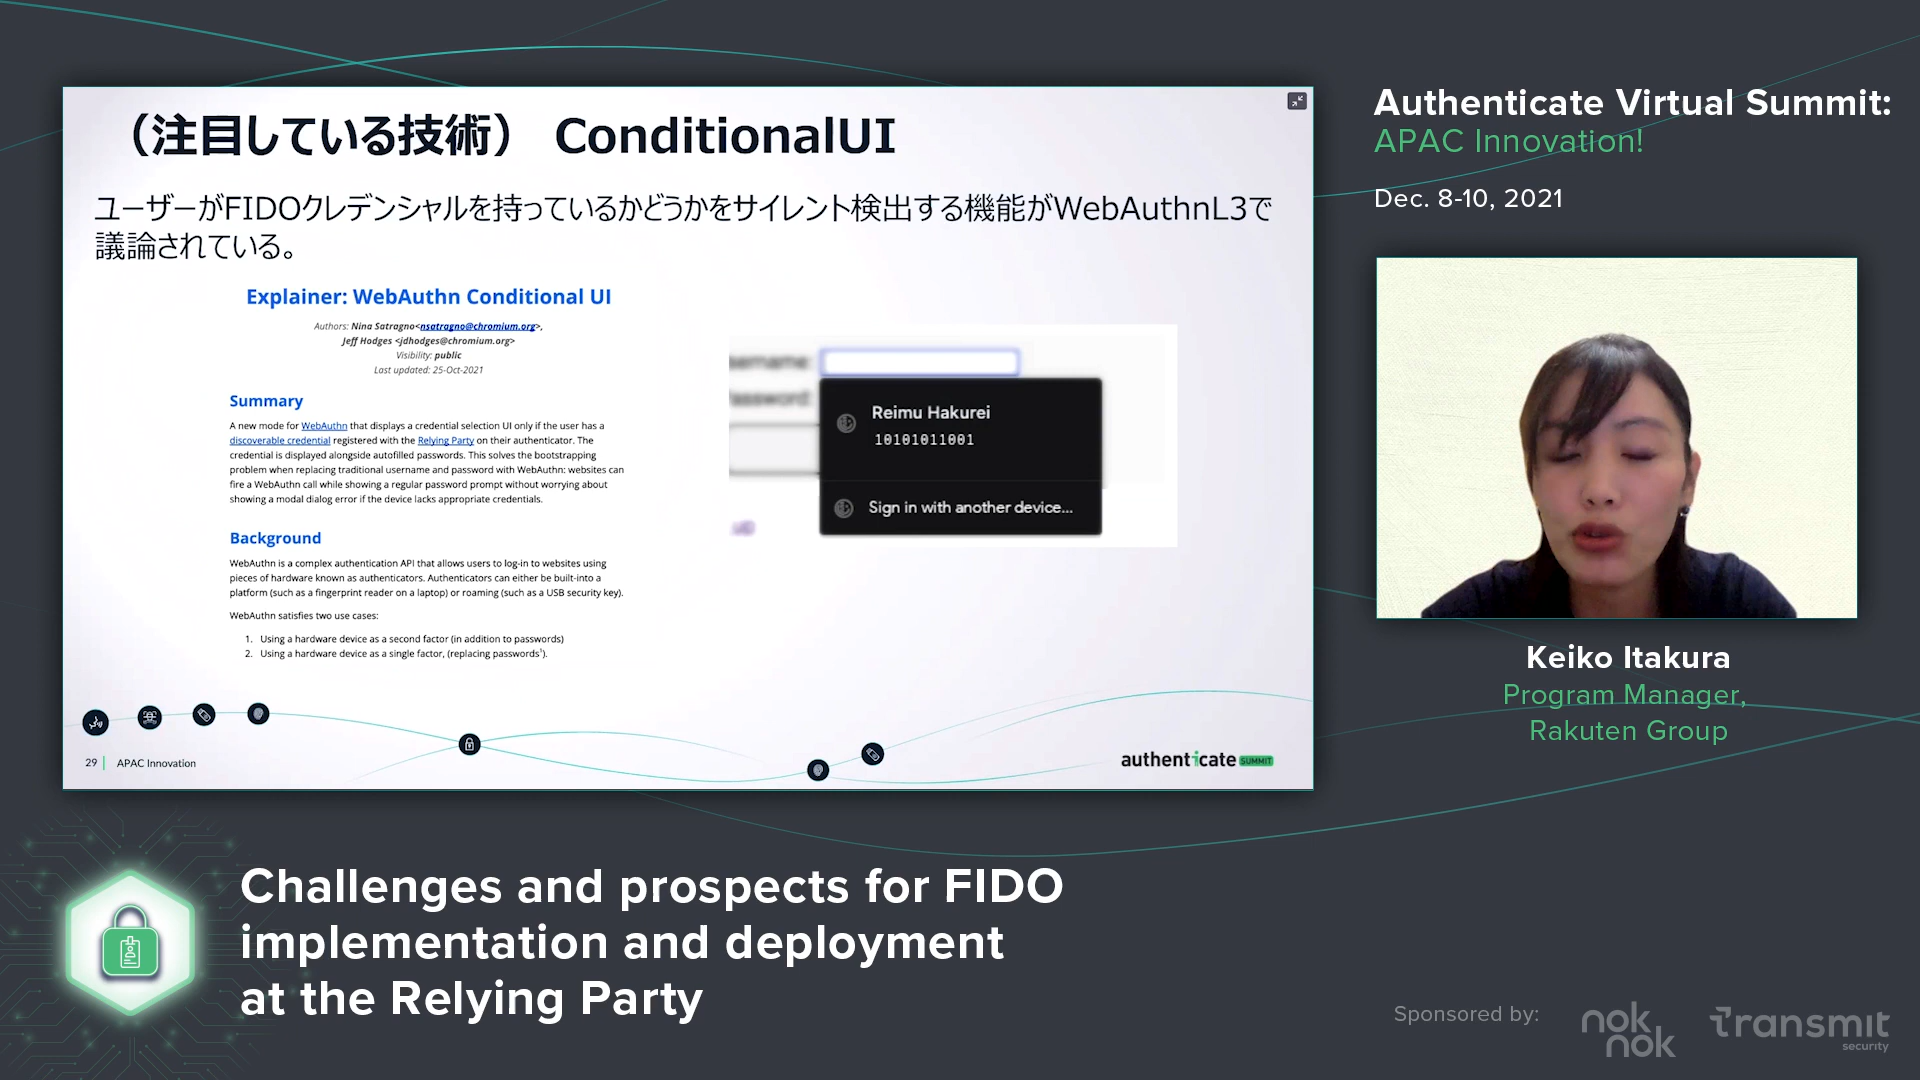 （注目している技術） ConditionalUI
ユーザーがFIDOクレデンシャルを持っているかどうかをサイレント検出する機能がWebAuthnL3で
議論されている。
Explainer: WebAuthn Conditional UI
Authors: Nina Satragno<nsatragno@chromium.org>,
Jeff Hodges <jdhodges@chromium.org>
Visibility: public
Last updated: 25-Oct-2021
Summary
A new mode for WebAuthn that displays a credential selection UI only if the user has a
discoverable credential registered with the Relying Party on their authenticator. The
credential is displayed alongside autofilled passwords. This solves the bootstrapping
problem when replacing traditional username and password with WebAuthn: websites can
fire a WebAuthn call while showing a regular password prompt without worrying about
showing a modal dialog error if the device lacks appropriate credentials.
Background
WebAuthn is a complex authentication API that allows users to log-in to websites using
pieces of hardware known as authenticators. Authenticators can either be built-into a
platform (such as a fingerprint reader on a laptop) or roaming (such as a USB security key).
WebAuthn satisfies two use cases:
1. Using a hardware device as a second factor (in addition to passwords)
2. Using a hardware device as a single factor, (replacing passwords¹).
Reimu Hakurei
10101011001
Sign in with another device...
29 | APAC Innovation
authenticate SUMMIT
Authenticate Virtual Summit:
APAC Innovation!
Dec. 8-10, 2021
Keiko Itakura
Program Manager,
Rakuten Group
Challenges and prospects for FIDO
implementation and deployment
at the Relying Party
Sponsored by:
nok
nok
Transmit
security